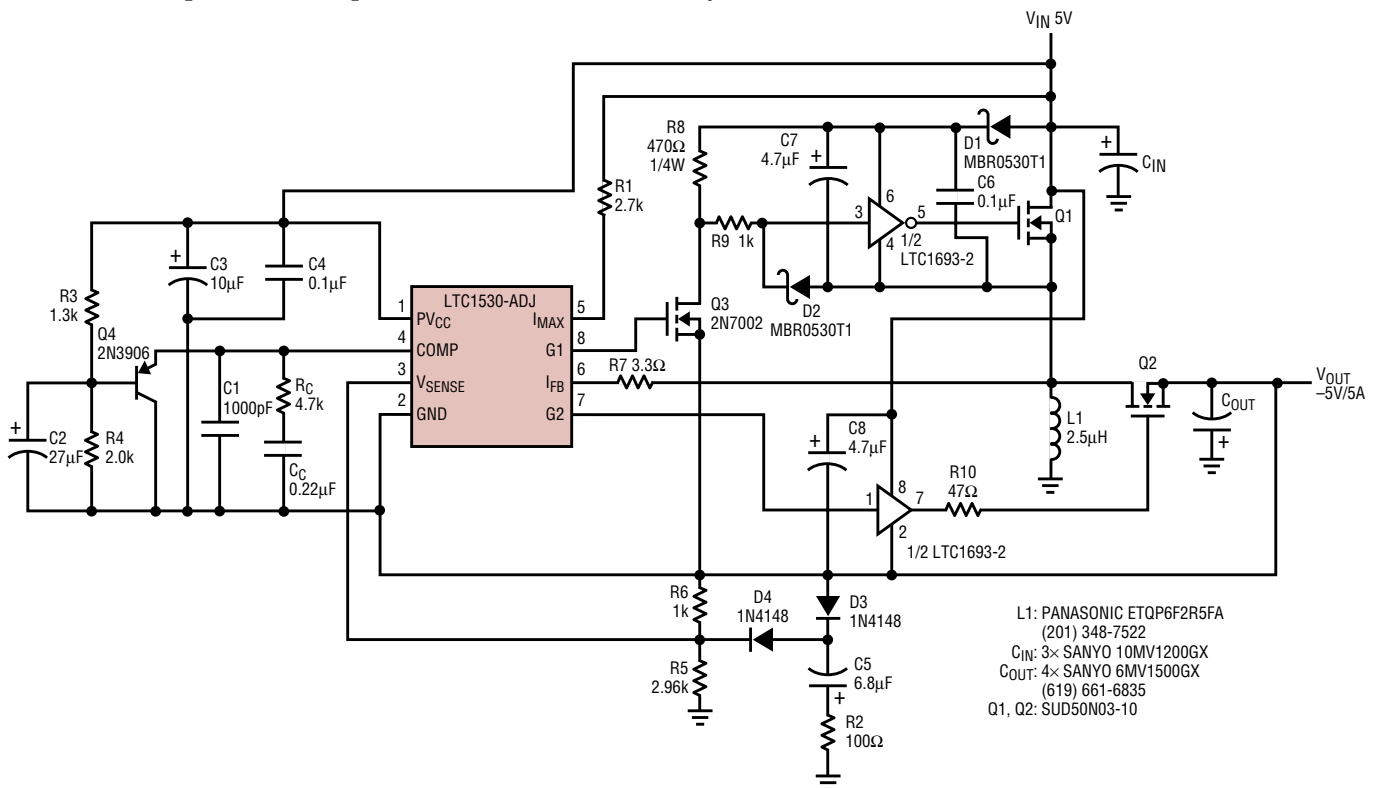 V_IN 5V
R8
470Ω
1/4W
C7
4.7µF
+
D1
MBR0530T1
+
C_IN
R1
2.7k
C6
0.1µF
3
6
5
4
1/2
LTC1693-2
Q1
R9 1k
+
C3
10µF
C4
0.1µF
D2
MBR0530T1
R3
1.3k
LTC1530-ADJ
1
PV_CC
4
COMP
3
V_SENSE
2
GND
5
I_MAX
8
G1
6
I_FB
7
G2
Q3
2N7002
Q4
2N3906
R7 3.3Ω
Q2
V_OUT
–5V/5A
C1
1000pF
R_C
4.7k
C_OUT
+
+
C2
27µF
R4
2.0k
C_C
0.22µF
+
C8
4.7µF
L1
2.5µH
R10
47Ω
1
8
7
2
1/2 LTC1693-2
R6
1k
D4
1N4148
D3
1N4148
R5
2.96k
C5
6.8µF
+
R2
100Ω
L1: PANASONIC ETQP6F2R5FA
(201) 348-7522
C_IN: 3× SANYO 10MV1200GX
C_OUT: 4× SANYO 6MV1500GX
(619) 661-6835
Q1, Q2: SUD50N03-10